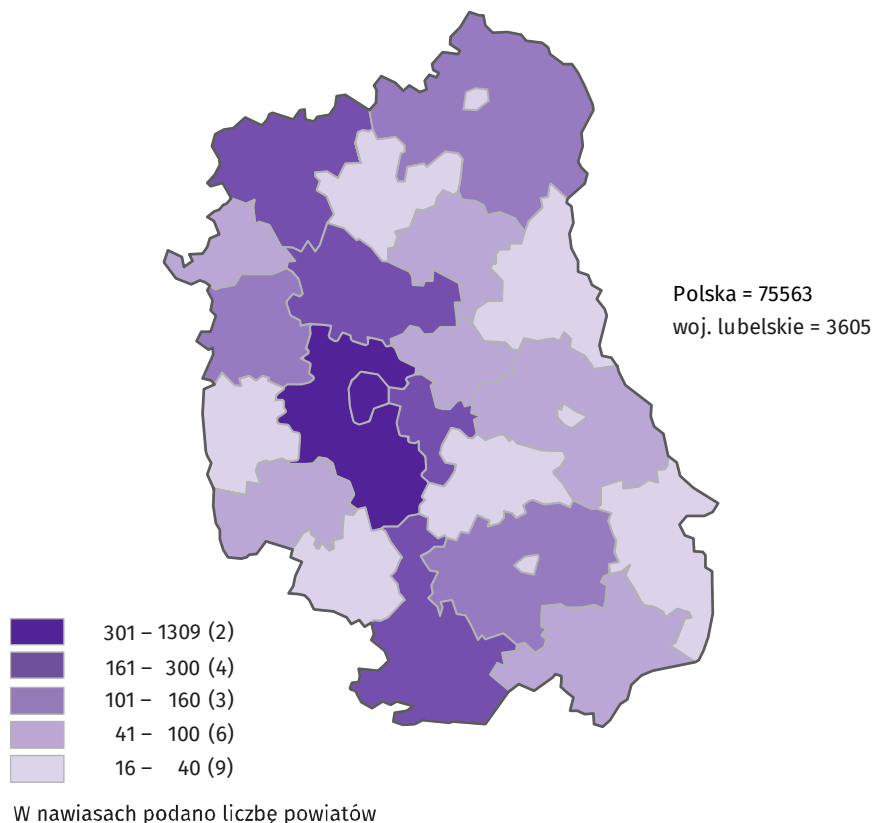 Polska = 75563
woj. lubelskie = 3605
301 – 1309 (2)
161 – 300 (4)
101 – 160 (3)
41 – 100 (6)
16 – 40 (9)
W nawiasach podano liczbę powiatów